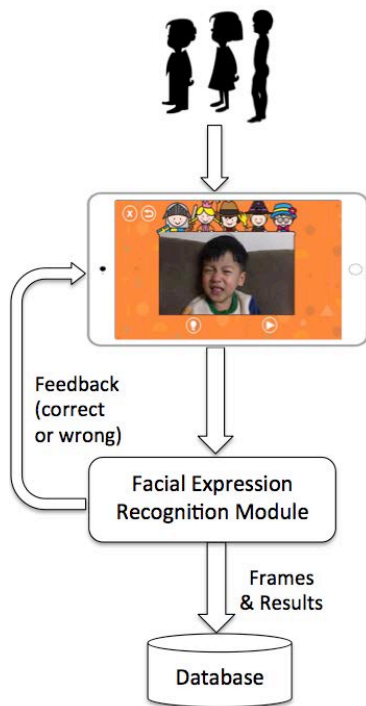 x
Feedback
(correct
or wrong)
Facial Expression
Recognition Module
Frames
& Results
Database